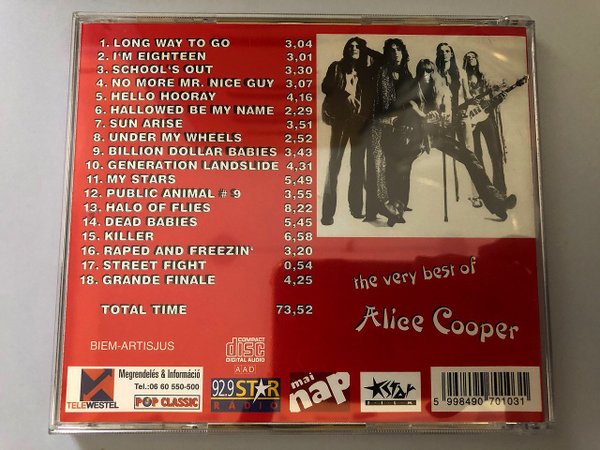 1. LONG WAY TO GO 3,04
2. I'M EIGHTEEN 3,01
3. SCHOOL'S OUT 3,30
4. NO MORE MR. NICE GUY 3,07
5. HELLO HOORAY 4,16
6. HALLOWED BE MY NAME 2,29
7. SUN ARISE 3,51
8. UNDER MY WHEELS 2,52
9. BILLION DOLLAR BABIES 3,43
10. GENERATION LANDSLIDE 4,31
11. MY STARS 5,49
12. PUBLIC ANIMAL # 9 3,55
13. HALO OF FLIES 8,22
14. DEAD BABIES 5,45
15. KILLER 6,58
16. RAPED AND FREEZIN' 3,20
17. STREET FIGHT 0,54
18. GRANDE FINALE 4,25
TOTAL TIME 73,52
the very best of
Alice Cooper
BIEM-ARTISJUS
COMPACT
disc
DIGITAL AUDIO
AAD
TELEWESTEL
Megrendelés & Információ
Tel.:06 60 550-500
POP CLASSIC
92.9 STAR
RADIO
mai
nap
STAR
FILM
5 998490 701031